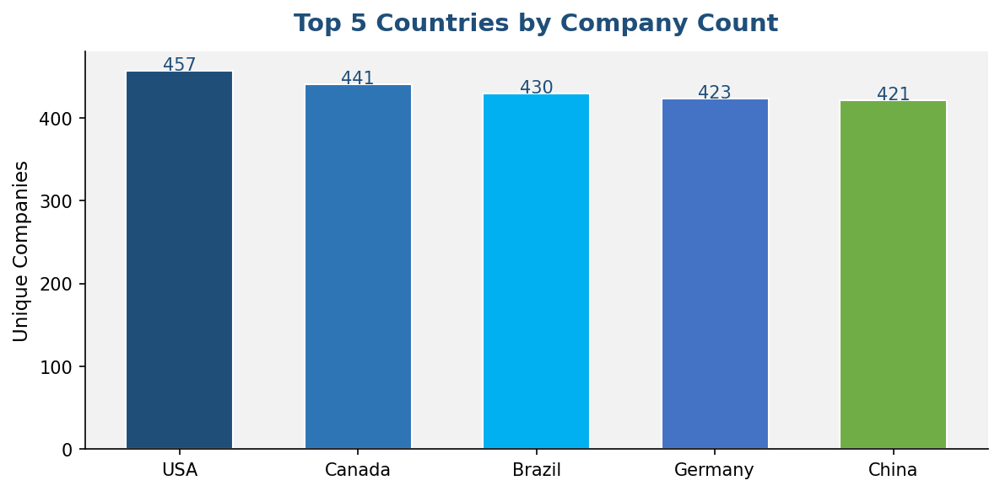 Top 5 Countries by Company Count
Unique Companies
400
300
200
100
0
457
441
430
423
421
USA
Canada
Brazil
Germany
China